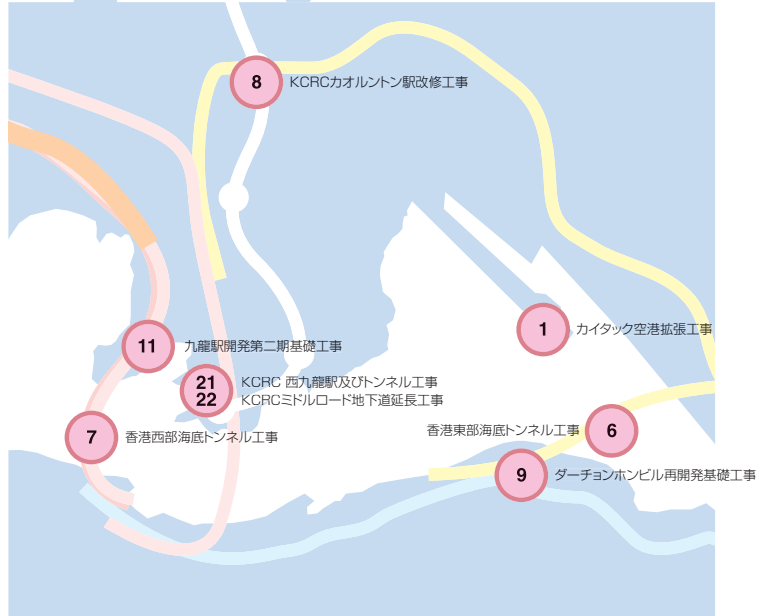 8
KCRCカオルントン駅改修工事
1
カイタック空港拡張工事
11
九龍駅開発第二期基礎工事
21
22
KCRC 西九龍駅及びトンネル工事
KCRCミドルロード地下道延長工事
7
香港西部海底トンネル工事
香港東部海底トンネル工事
6
9
ダーチョンホンビル再開発基礎工事